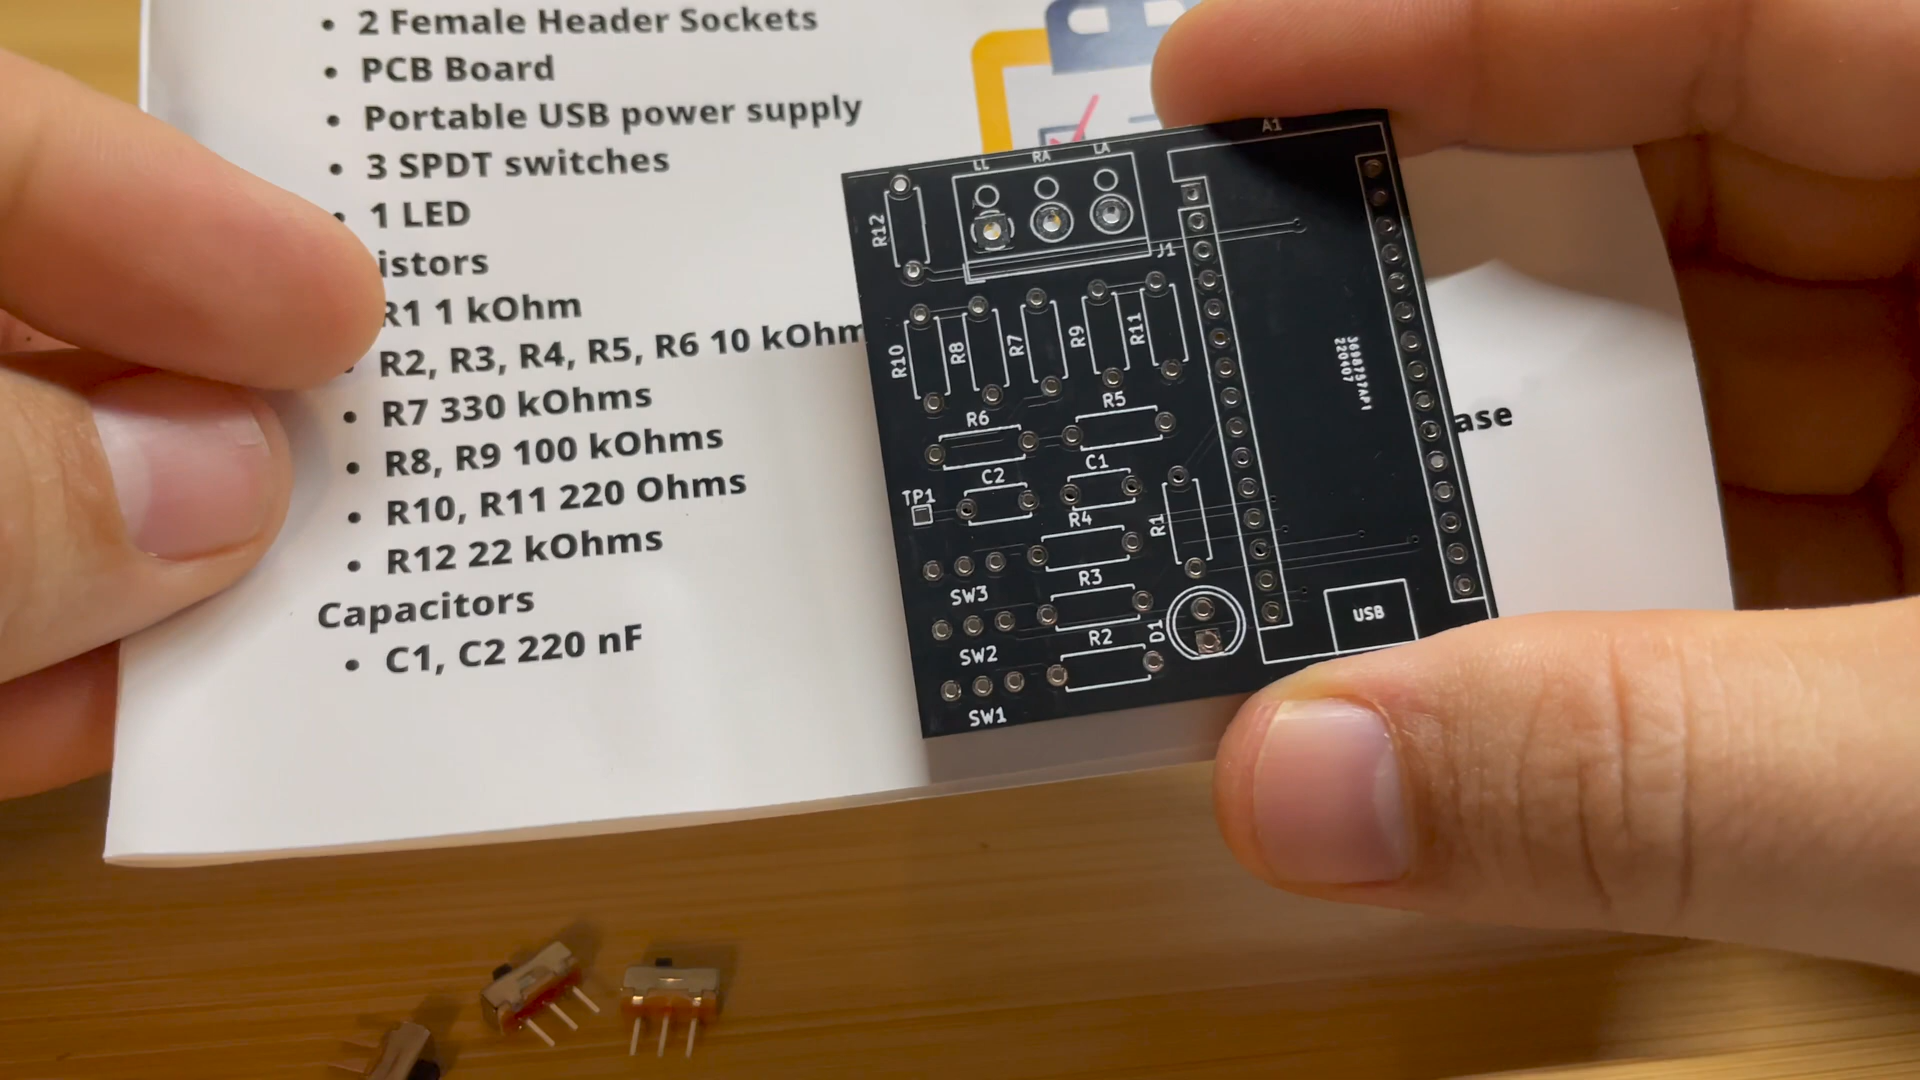 • 2 Female Header Sockets
• PCB Board
• Portable USB power supply
• 3 SPDT switches
• 1 LED
istors
R1 1 kOhm
• R2, R3, R4, R5, R6 10 kOhm
• R7 330 kOhms
• R8, R9 100 kOhms
• R10, R11 220 Ohms
• R12 22 kOhms
Capacitors
• C1, C2 220 nF
ase
A1
LL RA LA
R12
J1
R10 R8 R7 R9 R11
R6 R5
C2 C1
TP1
R4 R1
SW3 R3
SW2 R2 D1
SW1
USB